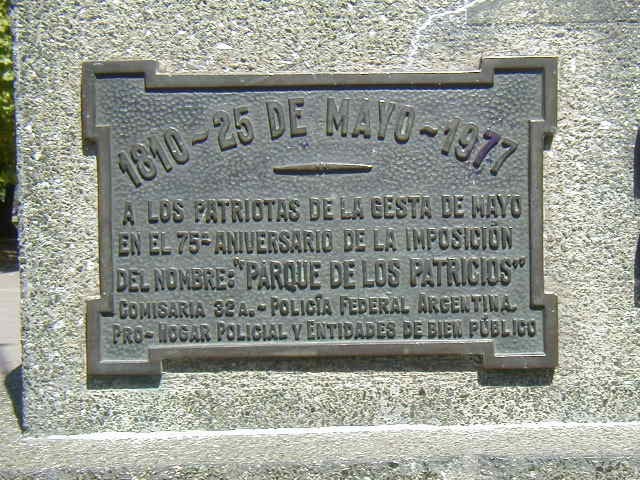 1810~25 DE MAYO~1977
A LOS PATRIOTAS DE LA GESTA DE MAYO
EN EL 75º ANIVERSARIO DE LA IMPOSICIÓN
DEL NOMBRE: "PARQUE DE LOS PATRICIOS"
COMISARIA 32A.- POLICÍA FEDERAL ARGENTINA.
PRO-HOGAR POLICIAL Y ENTIDADES DE BIEN PÚBLICO